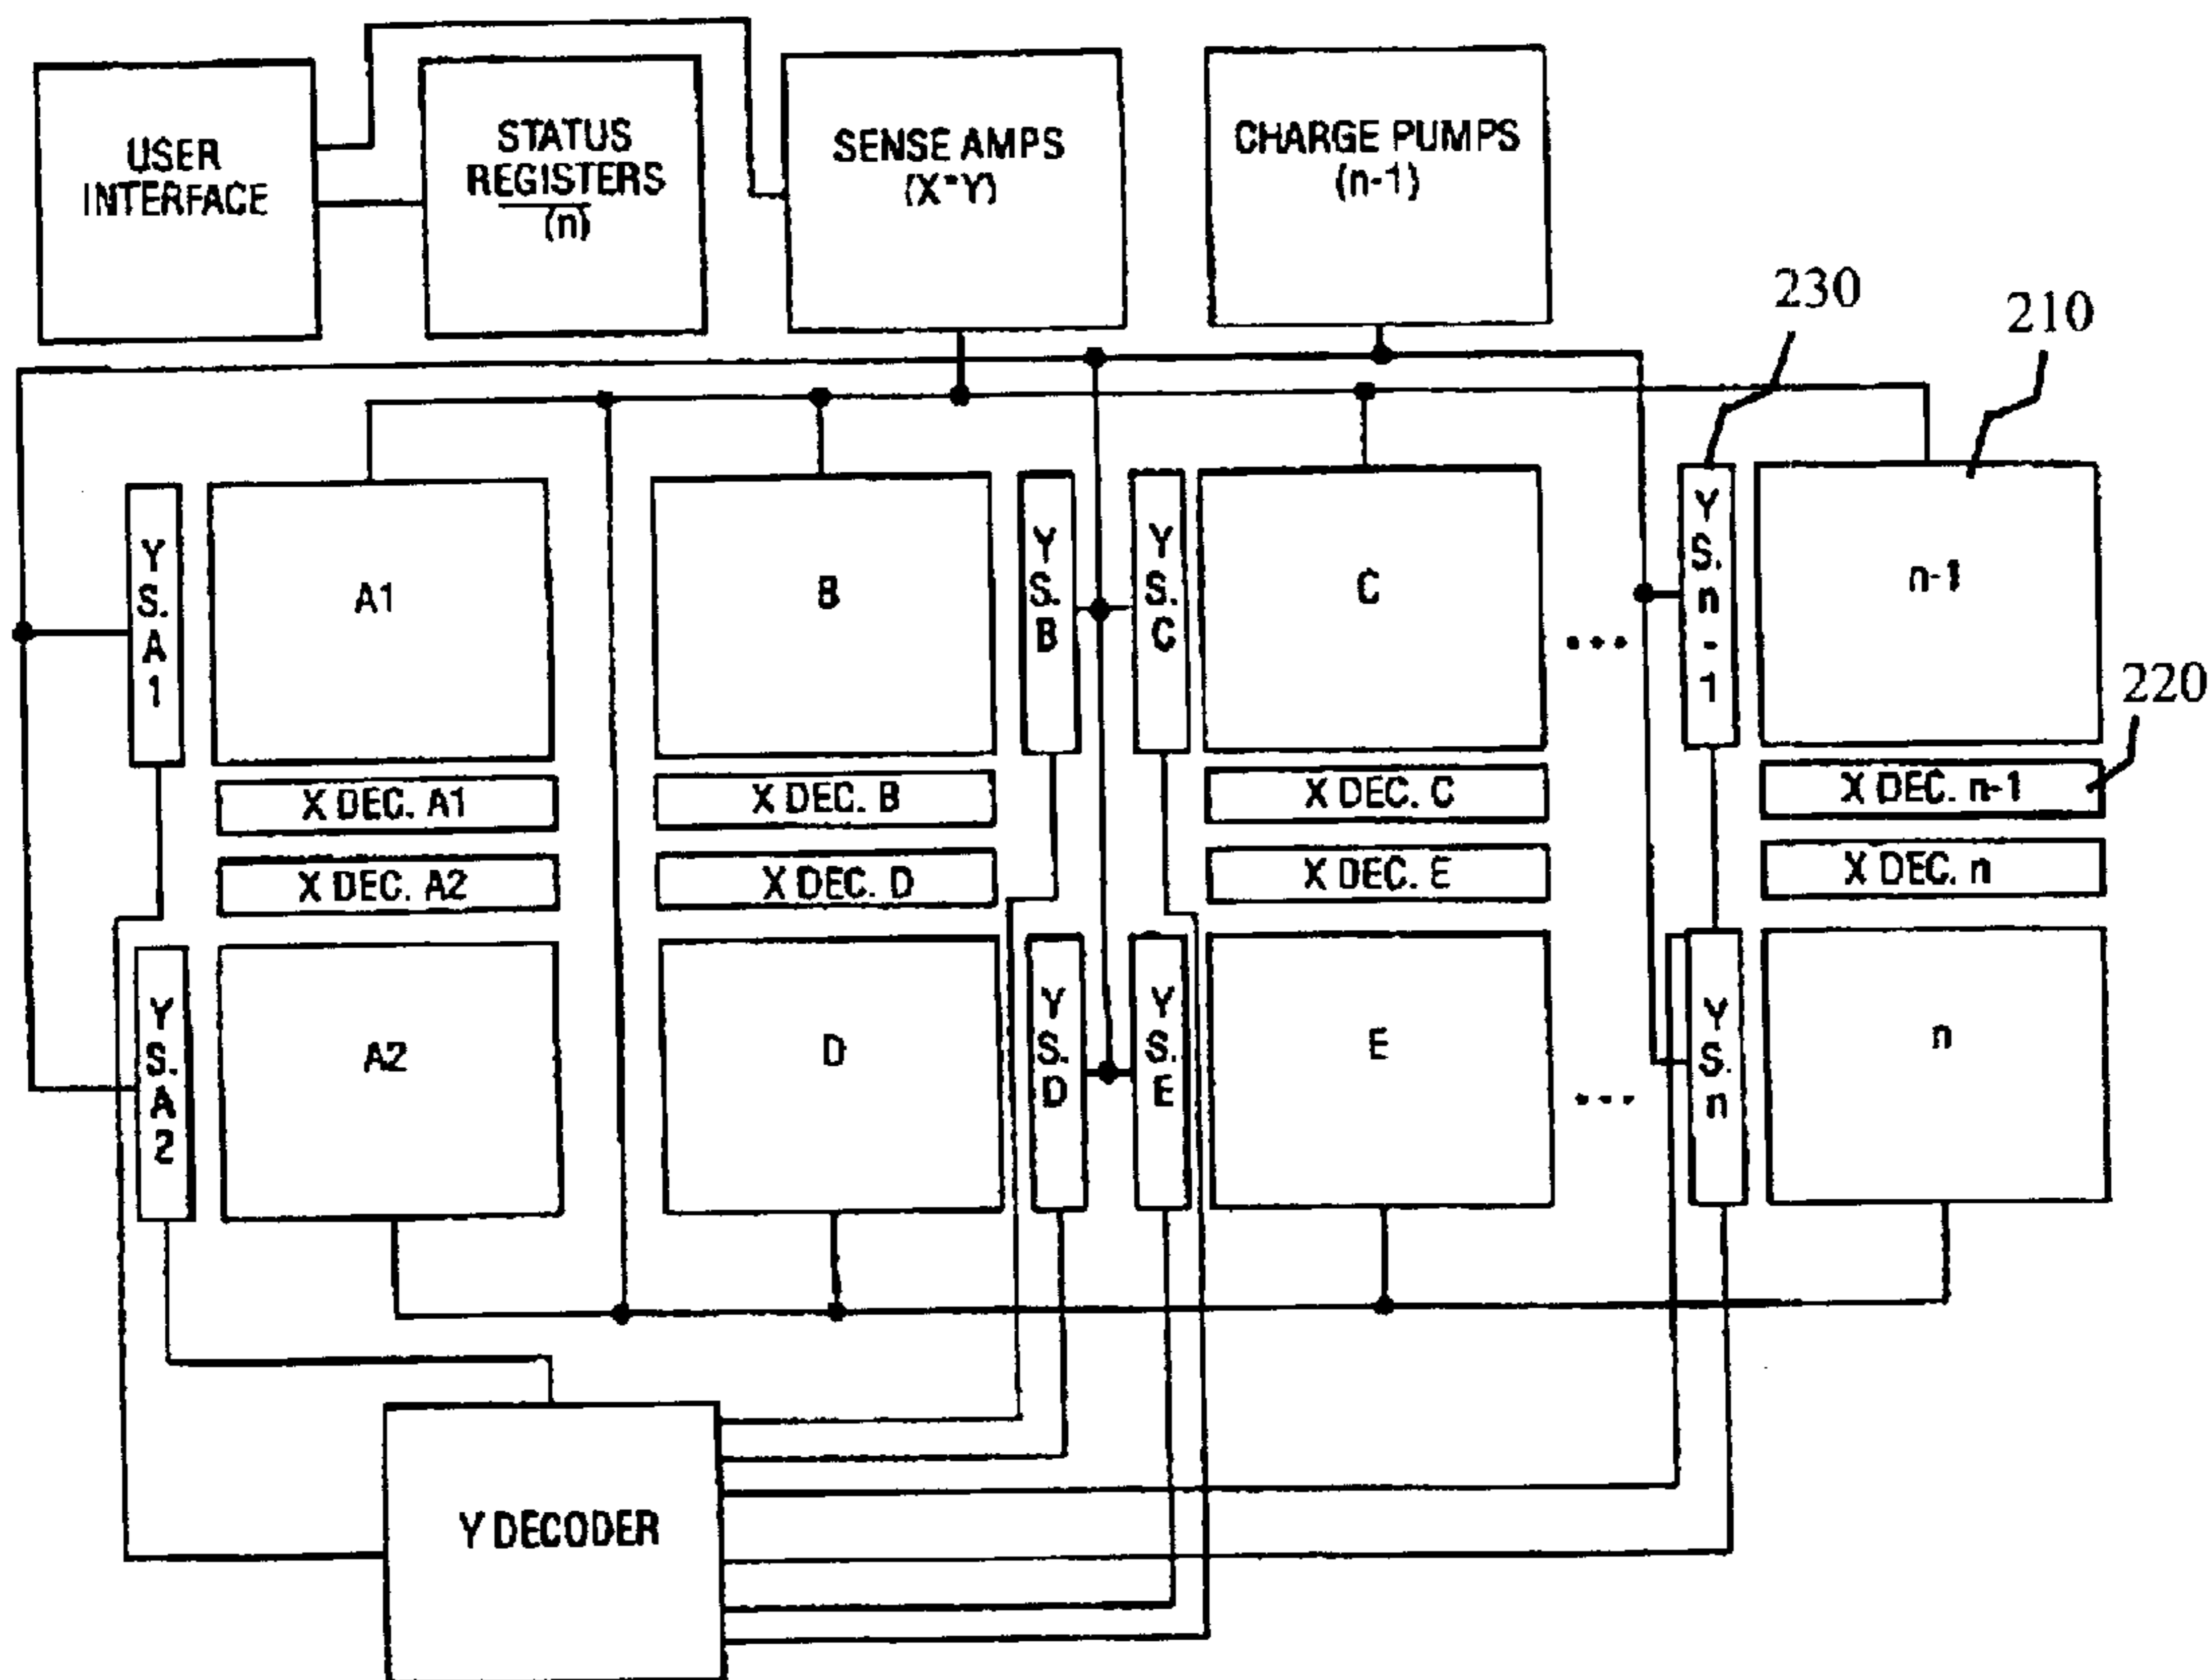 USER
INTERFACE
STATUS
REGISTERS
(n)
SENSE AMPS
(X*Y)
CHARGE PUMPS
(n-1)
230
210
Y S. A 1
A1
B
Y S. B
Y S. C
C
...
Y S. n - 1
n-1
220
X DEC. A1
X DEC. B
X DEC. C
X DEC. n-1
X DEC. A2
X DEC. D
X DEC. E
X DEC. n
Y S. A 2
A2
D
Y S. D
Y S. E
E
...
Y S. n
n
Y DECODER